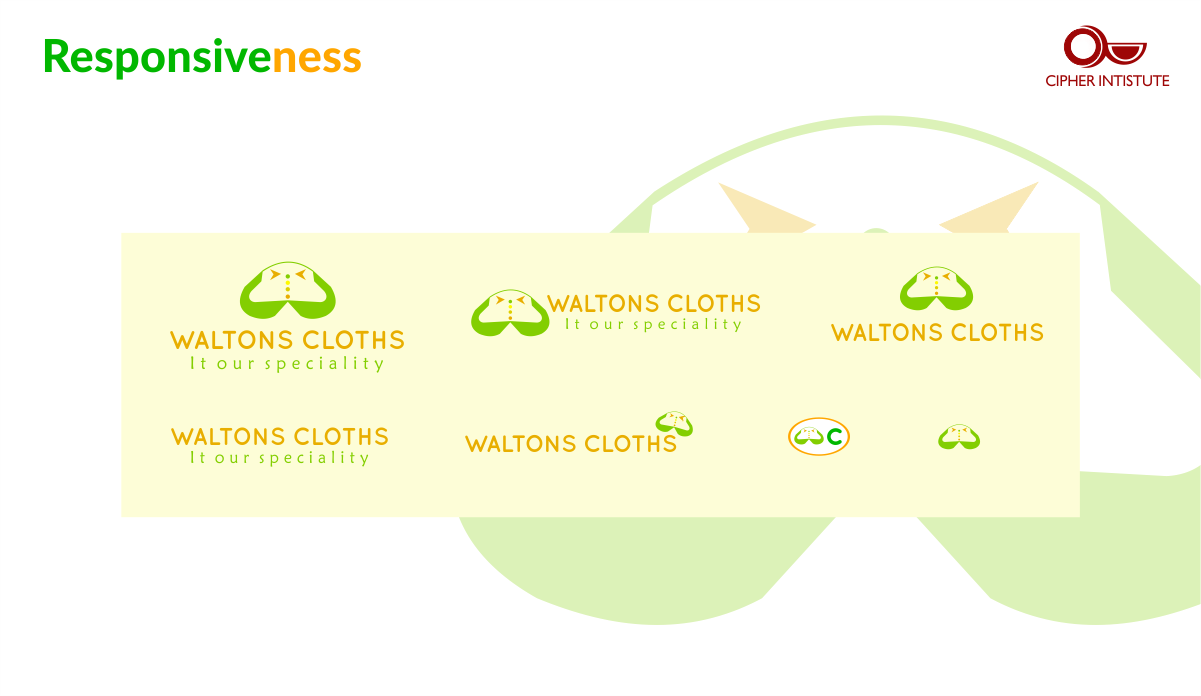 Responsiveness
CIPHER INTISTUTE
WALTONS CLOTHS
It our speciality
WALTONS CLOTHS
It our speciality
WALTONS CLOTHS
WALTONS CLOTHS
It our speciality
WALTONS CLOTHS
C